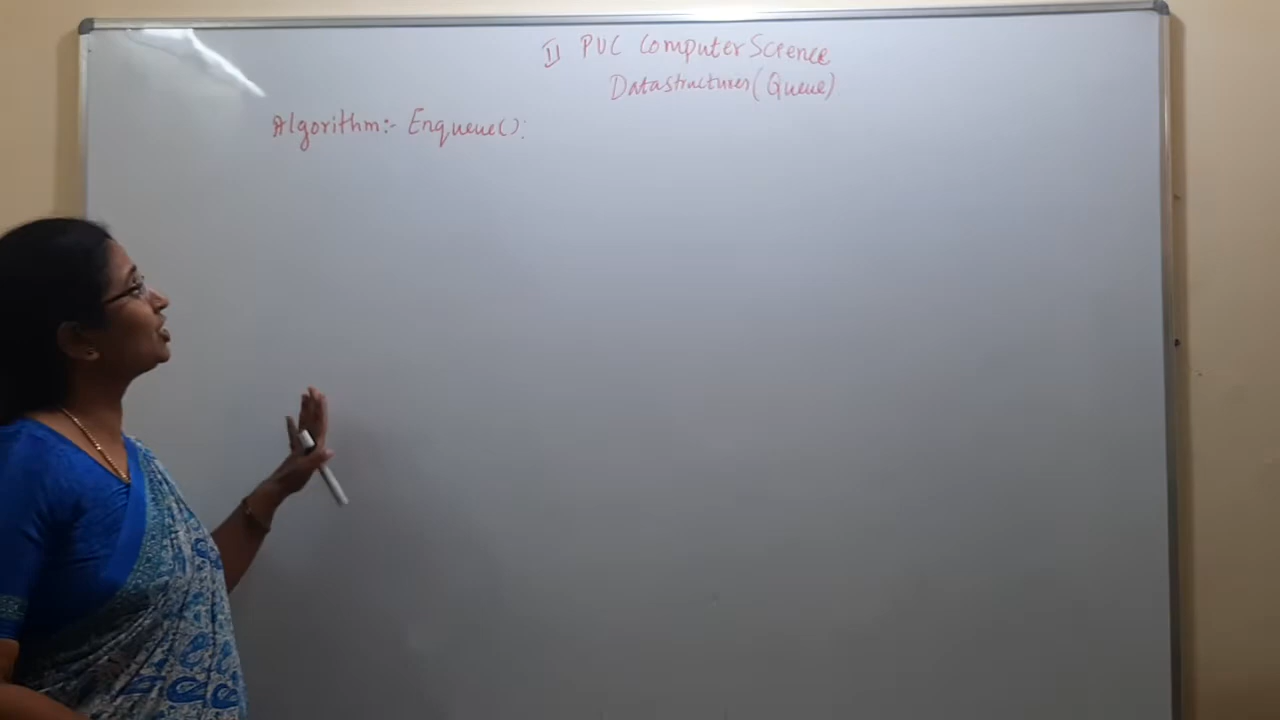 II PUC Computer Science
Datastructures (Queue)
Algorithm:- Enqueue():